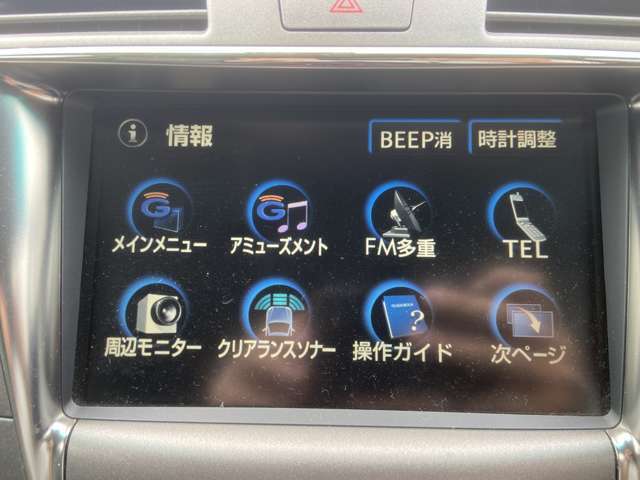 情報 BEEP消 時計調整
メインメニュー アミューズメント FM多重 TEL
周辺モニター クリアランスソナー 操作ガイド 次ページ